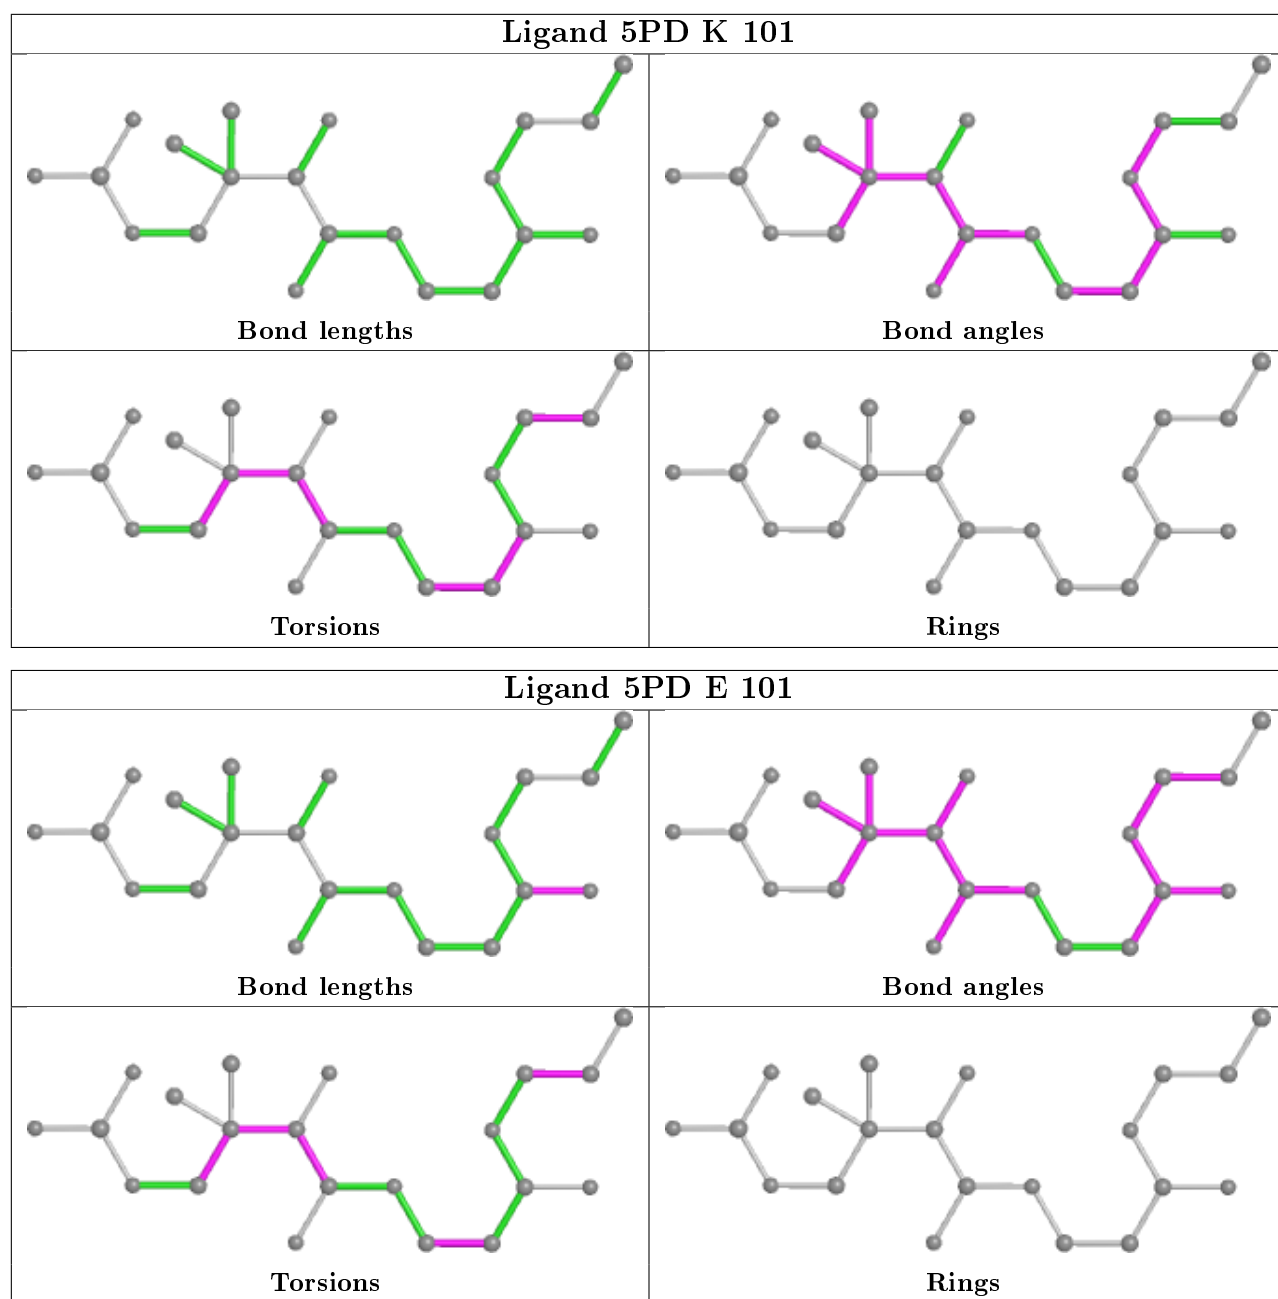 Ligand 5PD K 101
Bond lengths
Bond angles
Torsions
Rings
Ligand 5PD E 101
Bond lengths
Bond angles
Torsions
Rings